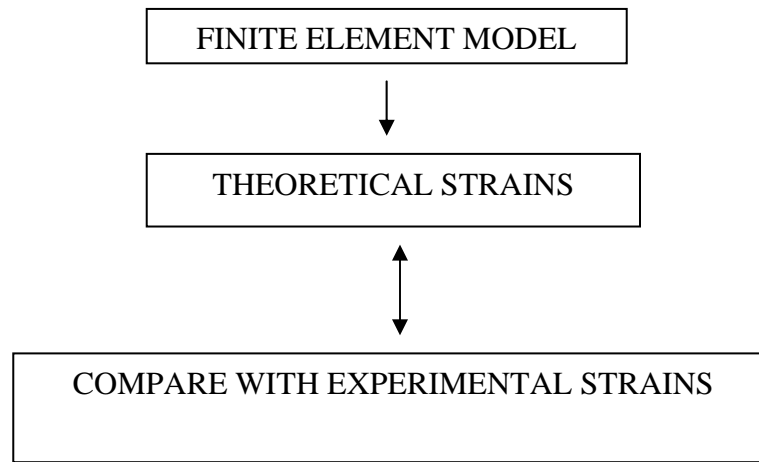 FINITE ELEMENT MODEL
THEORETICAL STRAINS
COMPARE WITH EXPERIMENTAL STRAINS